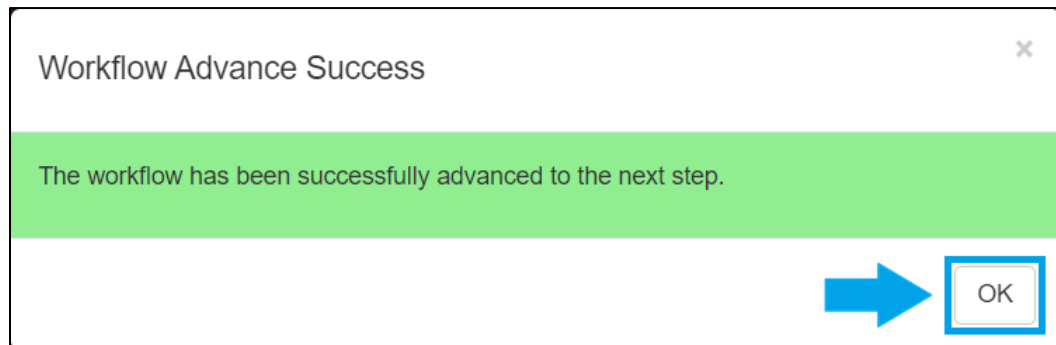 Workflow Advance Success
×
The workflow has been successfully advanced to the next step.
OK